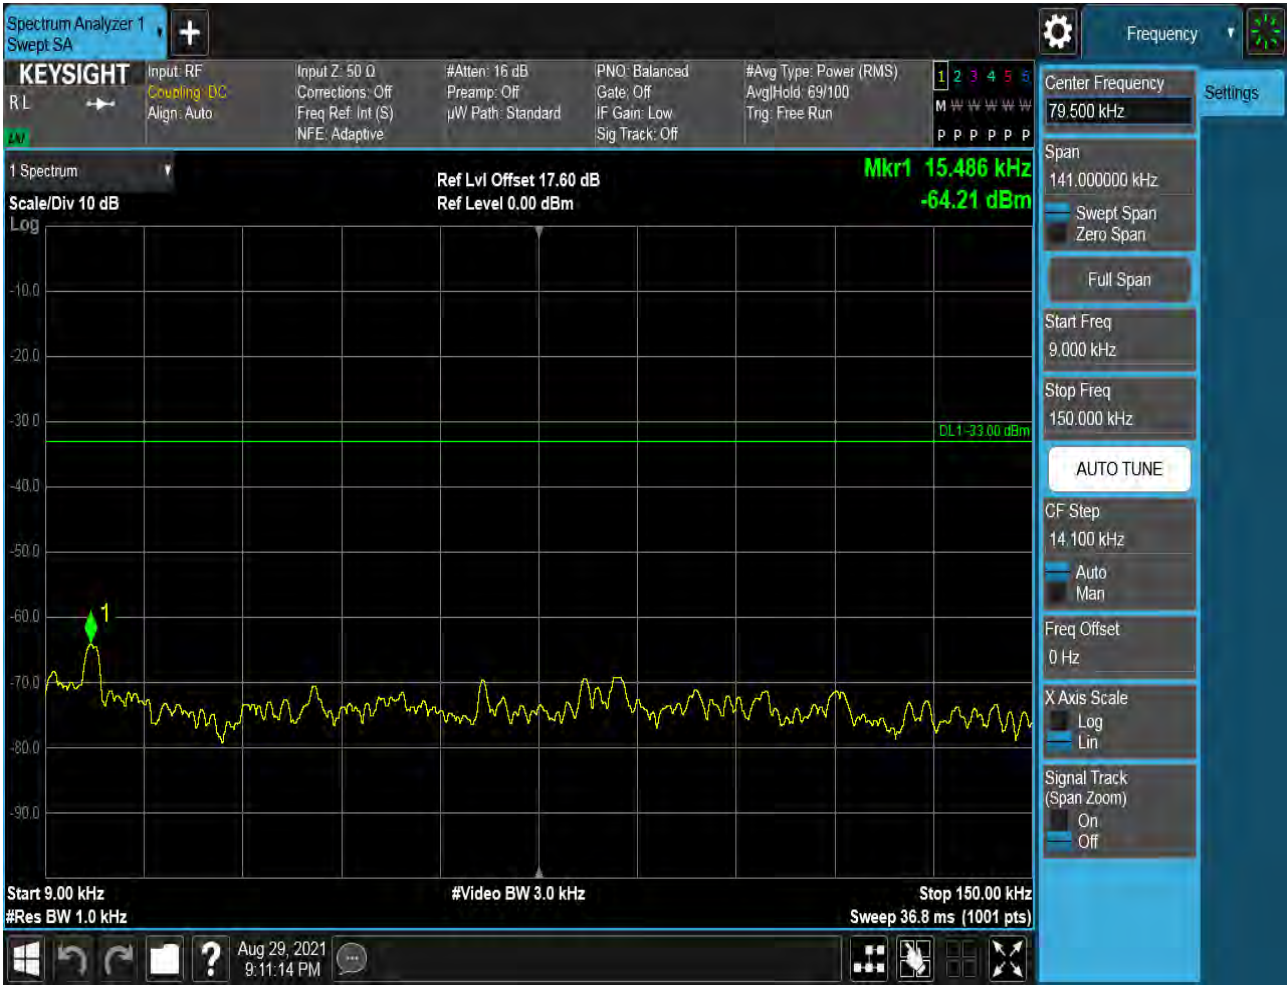 Spectrum Analyzer 1
Swept SA
+
Frequency
KEYSIGHT
R L
LXI
Input: RF
Coupling: DC
Align: Auto
Input Z: 50 Ω
Corrections: Off
Freq Ref: Int (S)
NFE: Adaptive
#Atten: 16 dB
Preamp: Off
µW Path: Standard
PNO: Balanced
Gate: Off
IF Gain: Low
Sig Track: Off
#Avg Type: Power (RMS)
Avg|Hold: 69/100
Trig: Free Run
1 2 3 4 5 6
M W W W W W
P P P P P P
1 Spectrum
Scale/Div 10 dB
Log
Ref Lvl Offset 17.60 dB
Ref Level 0.00 dBm
Mkr1 15.486 kHz
-64.21 dBm
-10.0
-20.0
-30.0
DL1 -33.00 dBm
-40.0
-50.0
-60.0
1
-70.0
-80.0
-90.0
Start 9.00 kHz
#Video BW 3.0 kHz
Stop 150.00 kHz
#Res BW 1.0 kHz
Sweep 36.8 ms (1001 pts)
?
Aug 29, 2021
9:11:14 PM
Center Frequency
79.500 kHz
Settings
Span
141.000000 kHz
Swept Span
Zero Span
Full Span
Start Freq
9.000 kHz
Stop Freq
150.000 kHz
AUTO TUNE
CF Step
14.100 kHz
Auto
Man
Freq Offset
0 Hz
X Axis Scale
Log
Lin
Signal Track
(Span Zoom)
On
Off